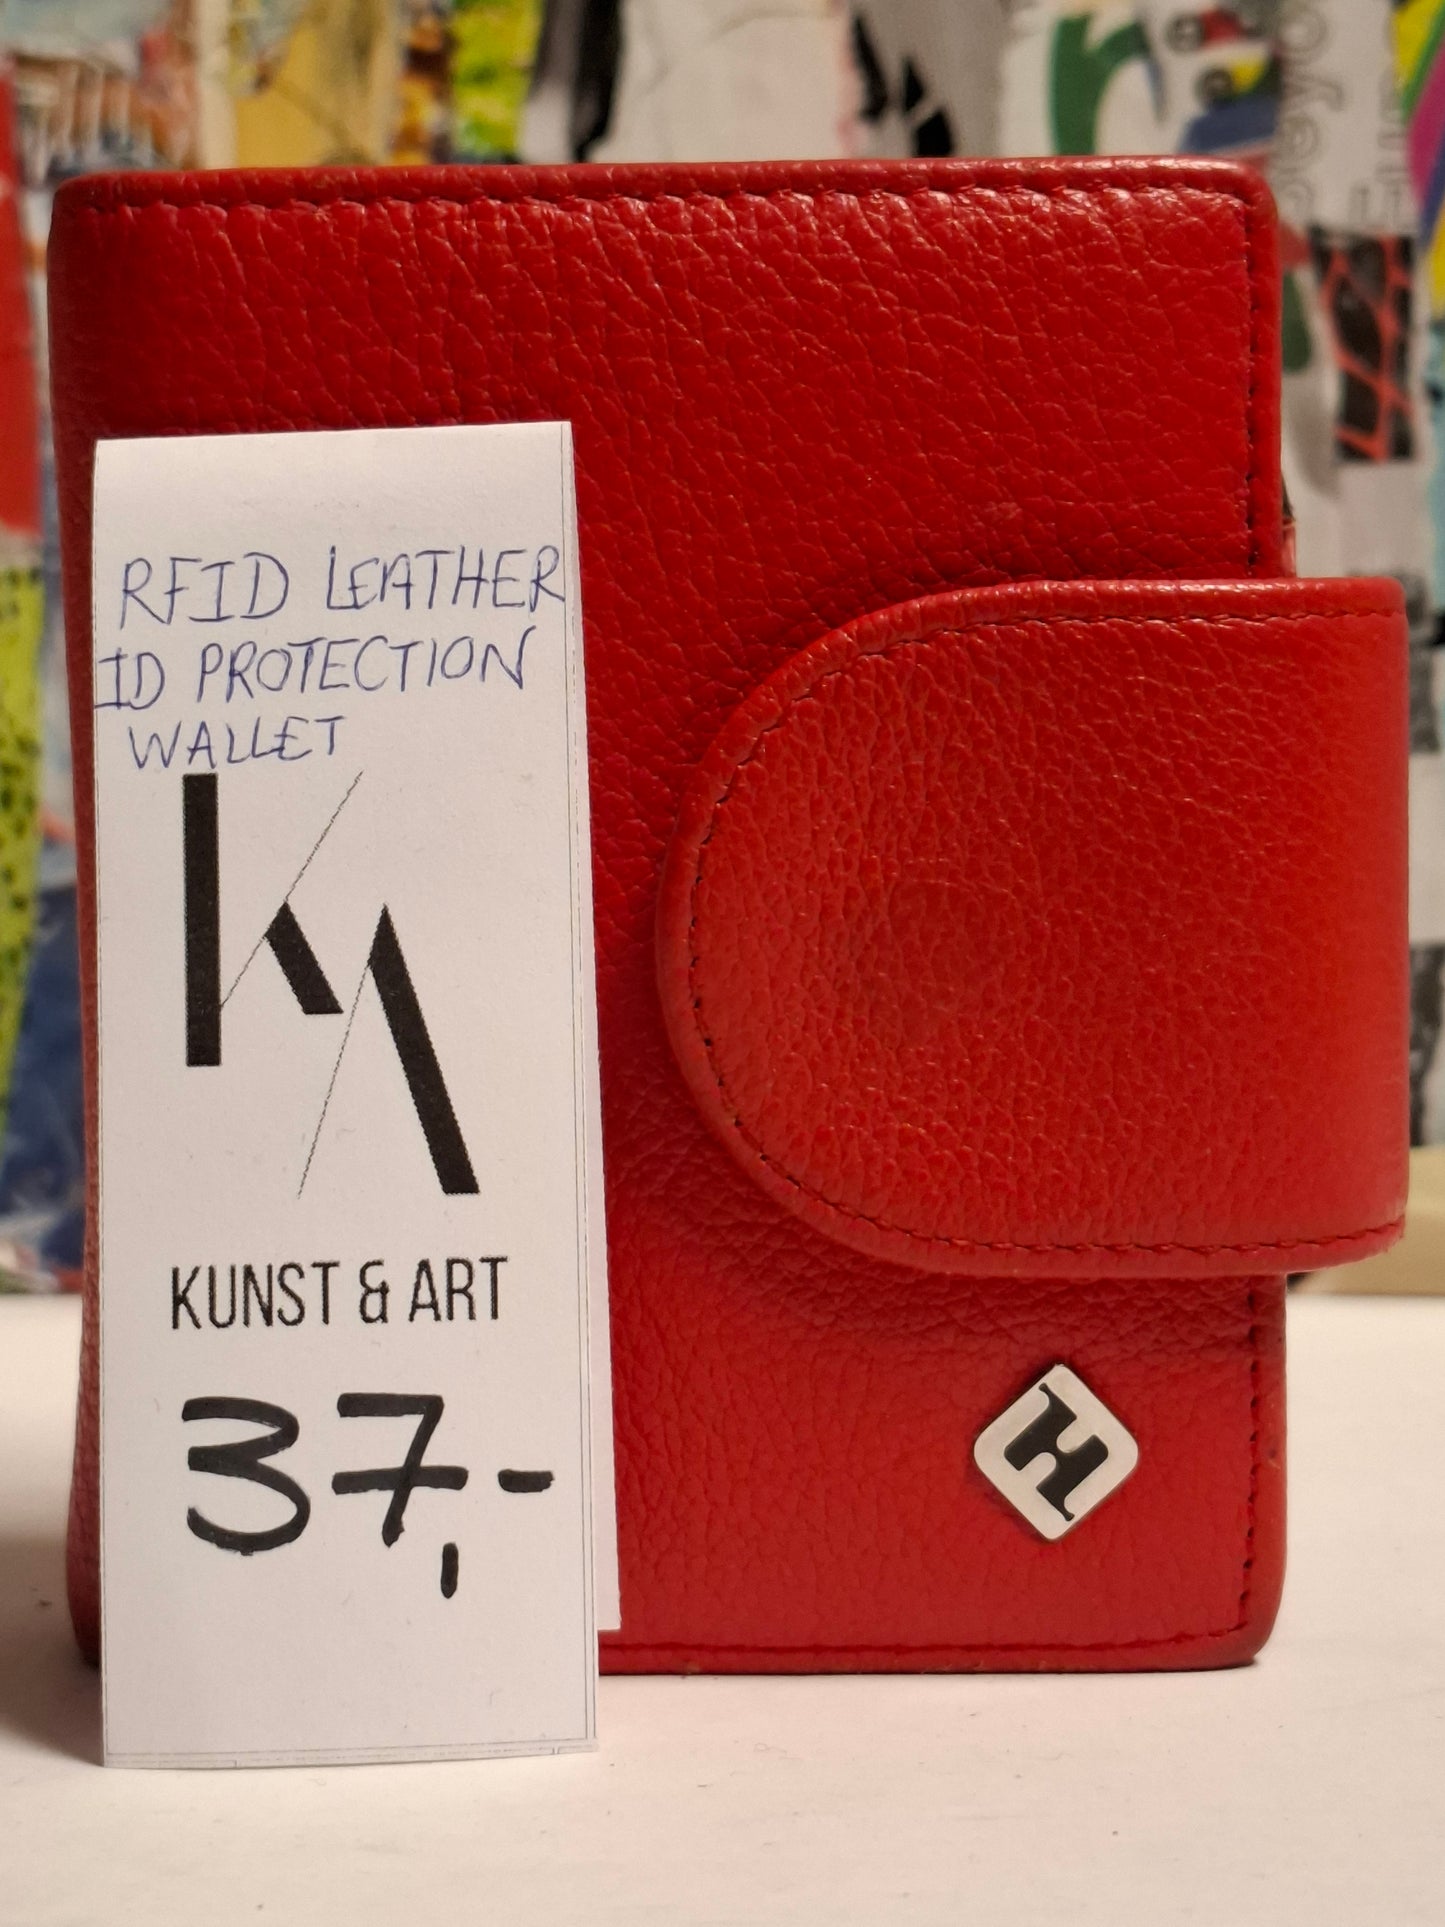 RFID LEATHER
ID PROTECTION
WALLET
KA
KUNST & ART
37,-
H